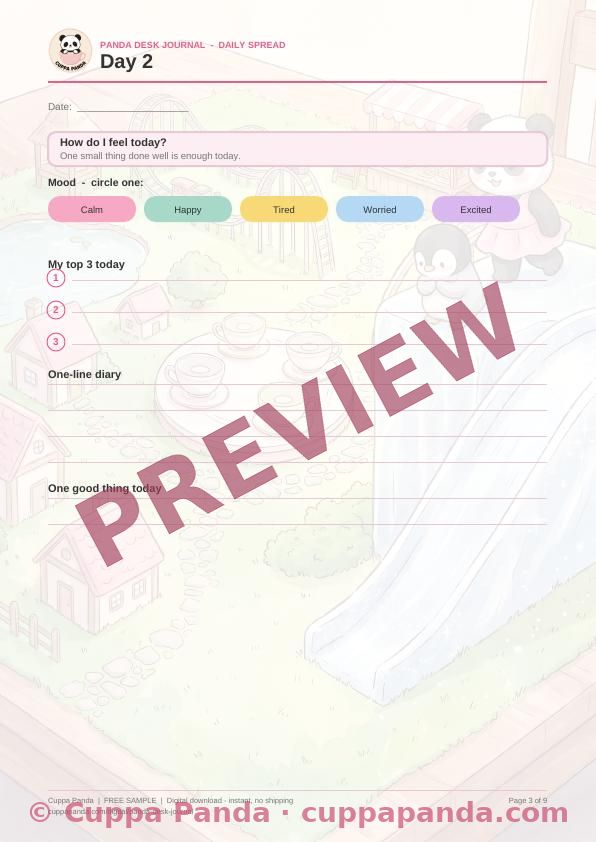 CUPPA PANDA
PANDA DESK JOURNAL - DAILY SPREAD
Day 2
Date:
How do I feel today?
One small thing done well is enough today.
Mood - circle one:
Calm Happy Tired Worried Excited
My top 3 today
1
2
3
One-line diary
One good thing today
PREVIEW
Cuppa Panda | FREE SAMPLE | Digital download - instant, no shipping
Page 3 of 9
© Cuppa Panda · cuppapanda.com